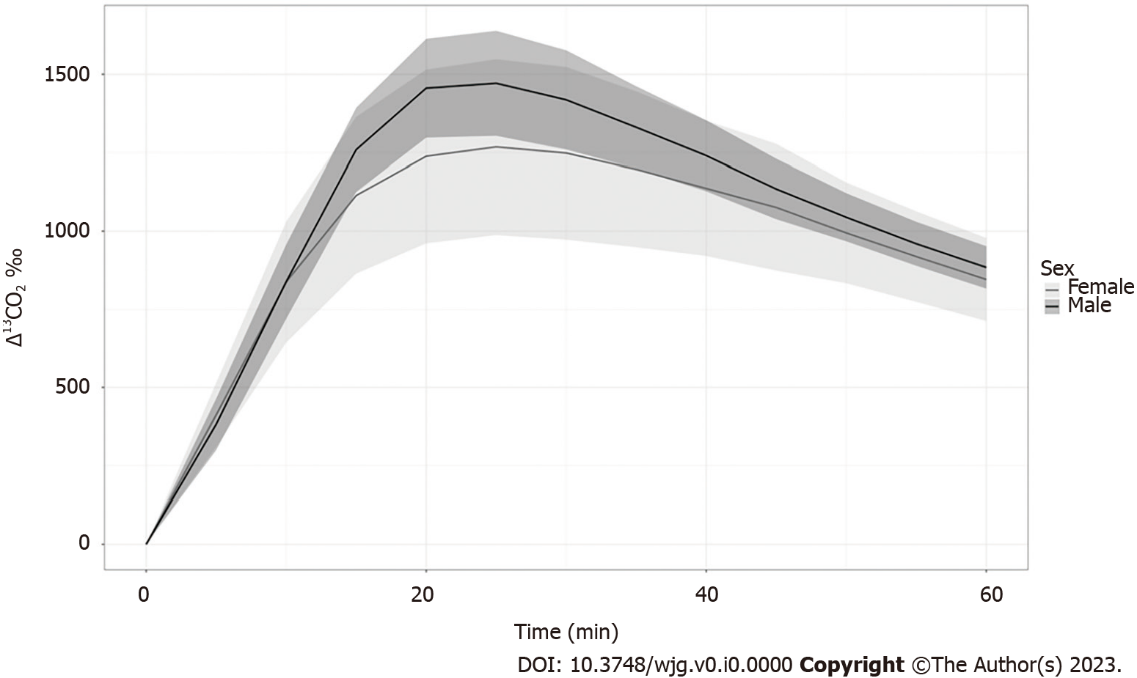 1500
1000
500
0
Δ¹³CO₂ ‰
0 20 40 60
Time (min)
Sex
Female
Male
DOI: 10.3748/wjg.v0.i0.0000 Copyright ©The Author(s) 2023.